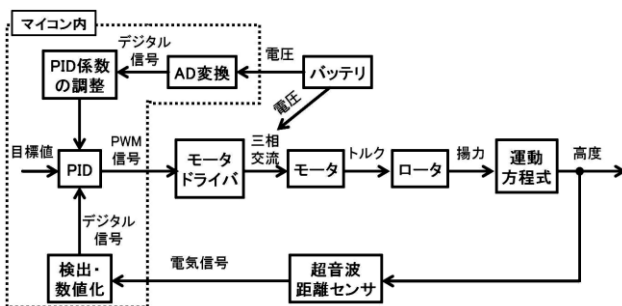 マイコン内
デジタル
信号
電圧
PID係数
の調整
AD変換
バッテリ
電圧
目標値
PID
PWM
信号
モータ
ドライバ
三相
交流
モータ
トルク
ロータ
揚力
運動
方程式
高度
デジタル
信号
検出・
数値化
電気信号
超音波
距離センサ